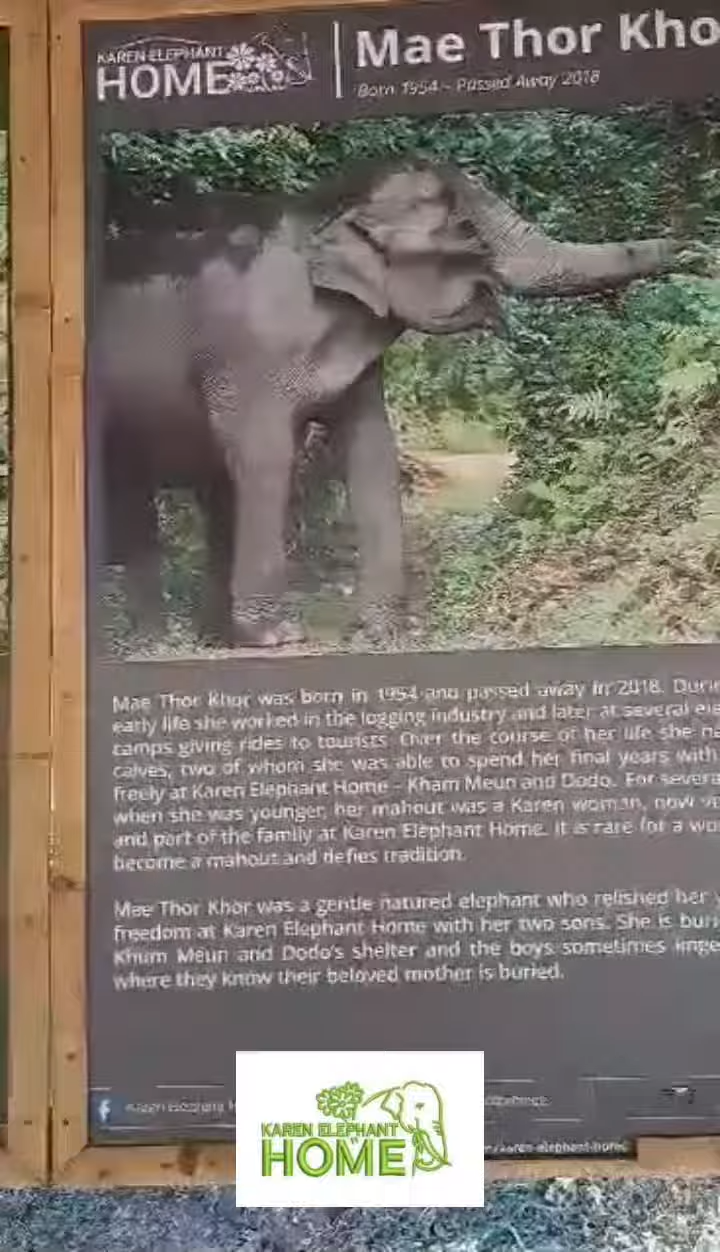 KAREN ELEPHANT
HOME
Mae Thor Kho
Born 1954 - Passed Away 2018
Mae Thor Khor was born in 1954 and passed away in 2018. Duri
early life she worked in the logging industry and later at several
camps giving rides to tourists. Over the course of her life she
calves, two of whom she was able to spend her final years with
freely at Karen Elephant Home - Kham Meun and Dodo. For severa
when she was younger, her mahout was a Karen woman, now
and part of the family at Karen Elephant Home. It is rare for a wo
become a mahout and defies tradition.
Mae Thor Khor was a gentle natured elephant who relished her
freedom at Karen Elephant Home with her two sons. She is buri
Kham Meun and Dodo's shelter and the boys sometimes linge
where they know their beloved mother is buried.
f Karen Elephant H
karen-elephant-home
KAREN ELEPHANT
HOME